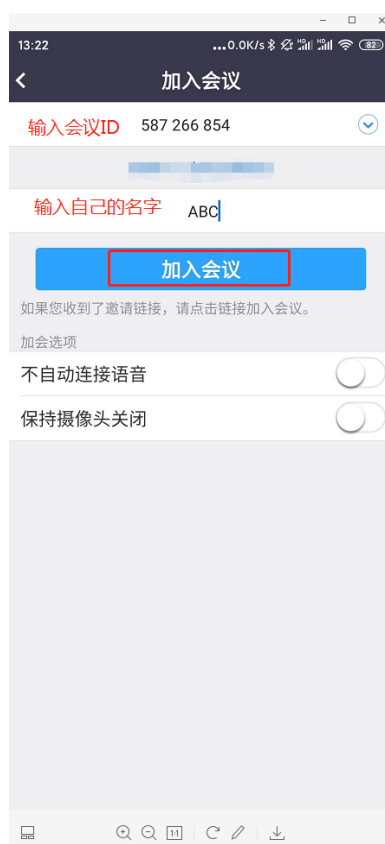 13:22 ...0.0K/s HD HD 82
加入会议
输入会议ID 587 266 854
输入自己的名字 ABC
加入会议
如果您收到了邀请链接，请点击链接加入会议。
加会选项
不自动连接语音
保持摄像头关闭
1:1